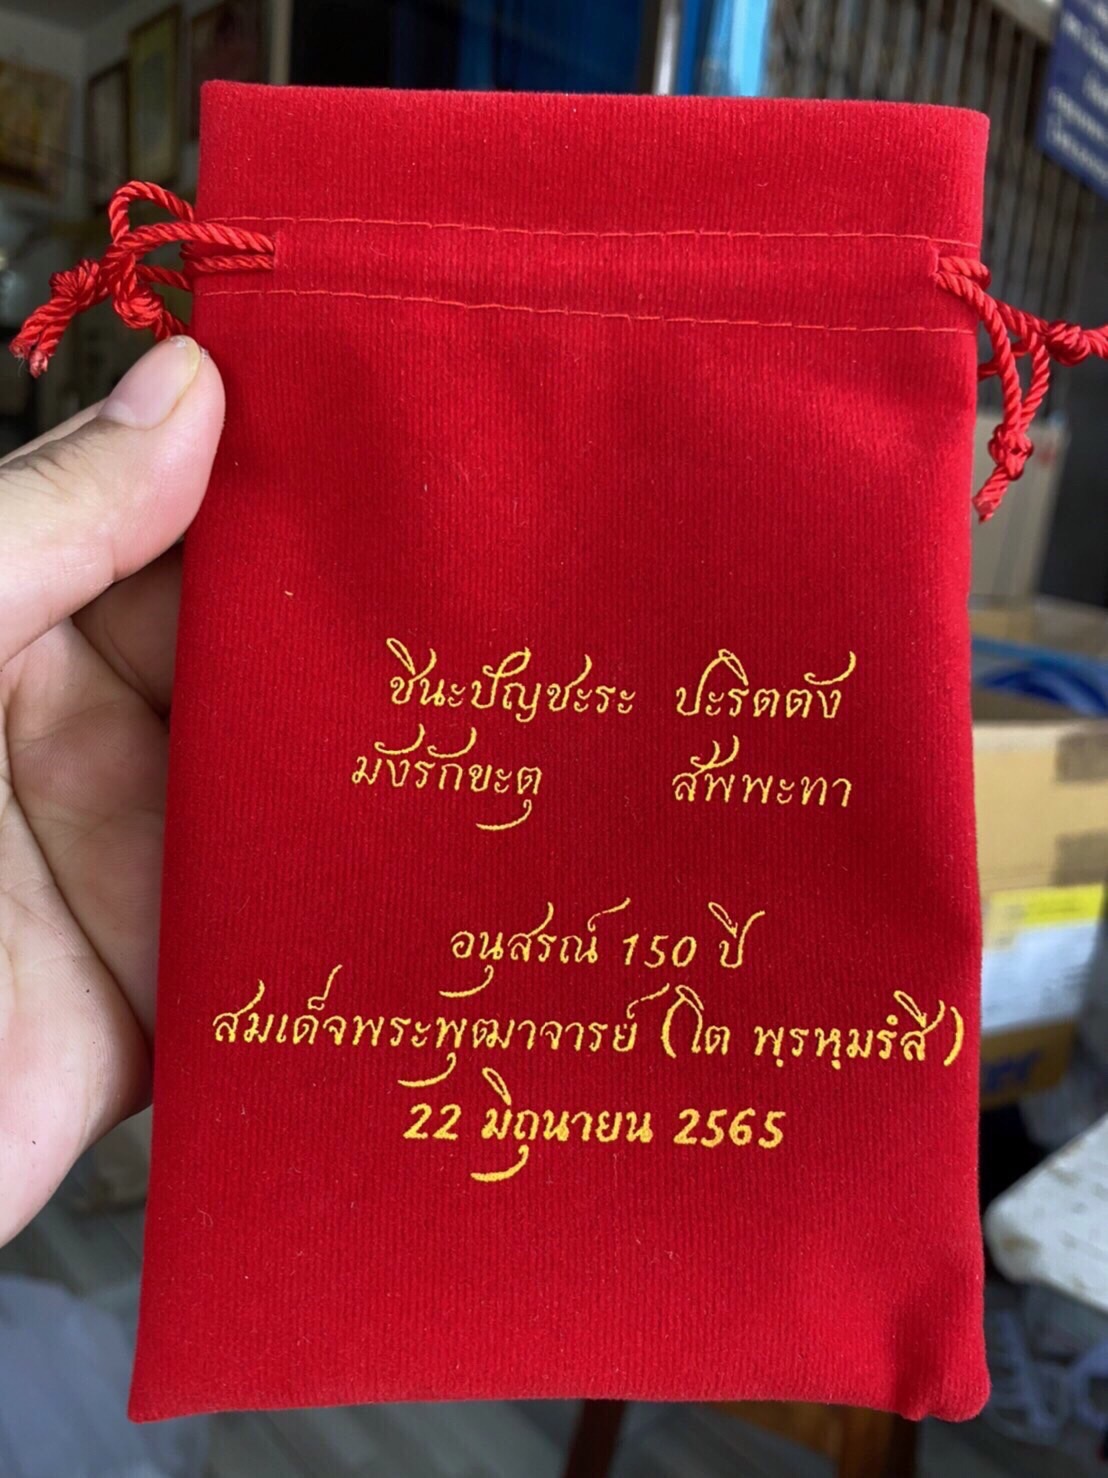 ชินะปัญชะระ ปะริตตัง
มังรักขะตุ สัพพะทา
อนุสรณ์ 150 ปี
สมเด็จพระพุฒาจารย์ (โต พฺรหฺมรํสี)
22 มิถุนายน 2565